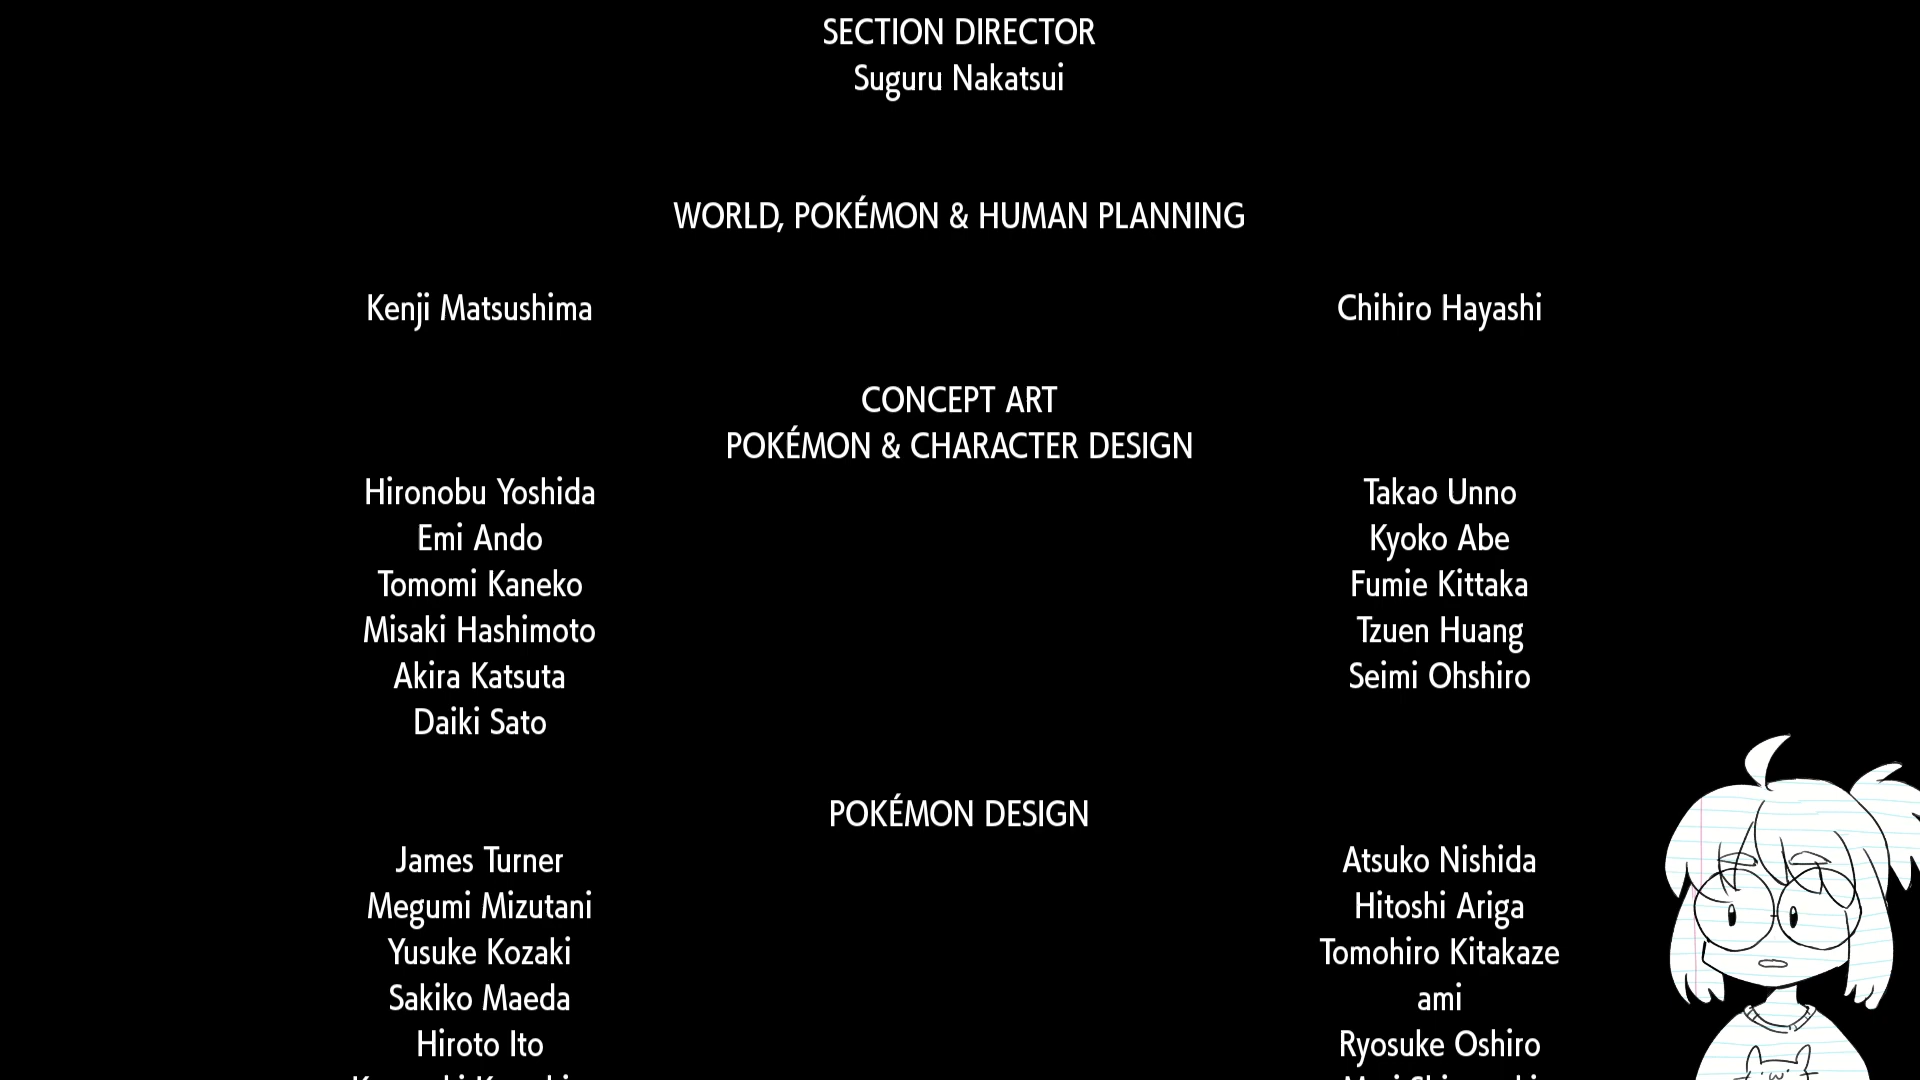 SECTION DIRECTOR
Suguru Nakatsui
WORLD, POKÉMON & HUMAN PLANNING
Kenji Matsushima
Chihiro Hayashi
CONCEPT ART
POKÉMON & CHARACTER DESIGN
Hironobu Yoshida
Takao Unno
Emi Ando
Kyoko Abe
Tomomi Kaneko
Fumie Kittaka
Misaki Hashimoto
Tzuen Huang
Akira Katsuta
Seimi Ohshiro
Daiki Sato
POKÉMON DESIGN
James Turner
Atsuko Nishida
Megumi Mizutani
Hitoshi Ariga
Yusuke Kozaki
Tomohiro Kitakaze
Sakiko Maeda
ami
Hiroto Ito
Ryosuke Oshiro